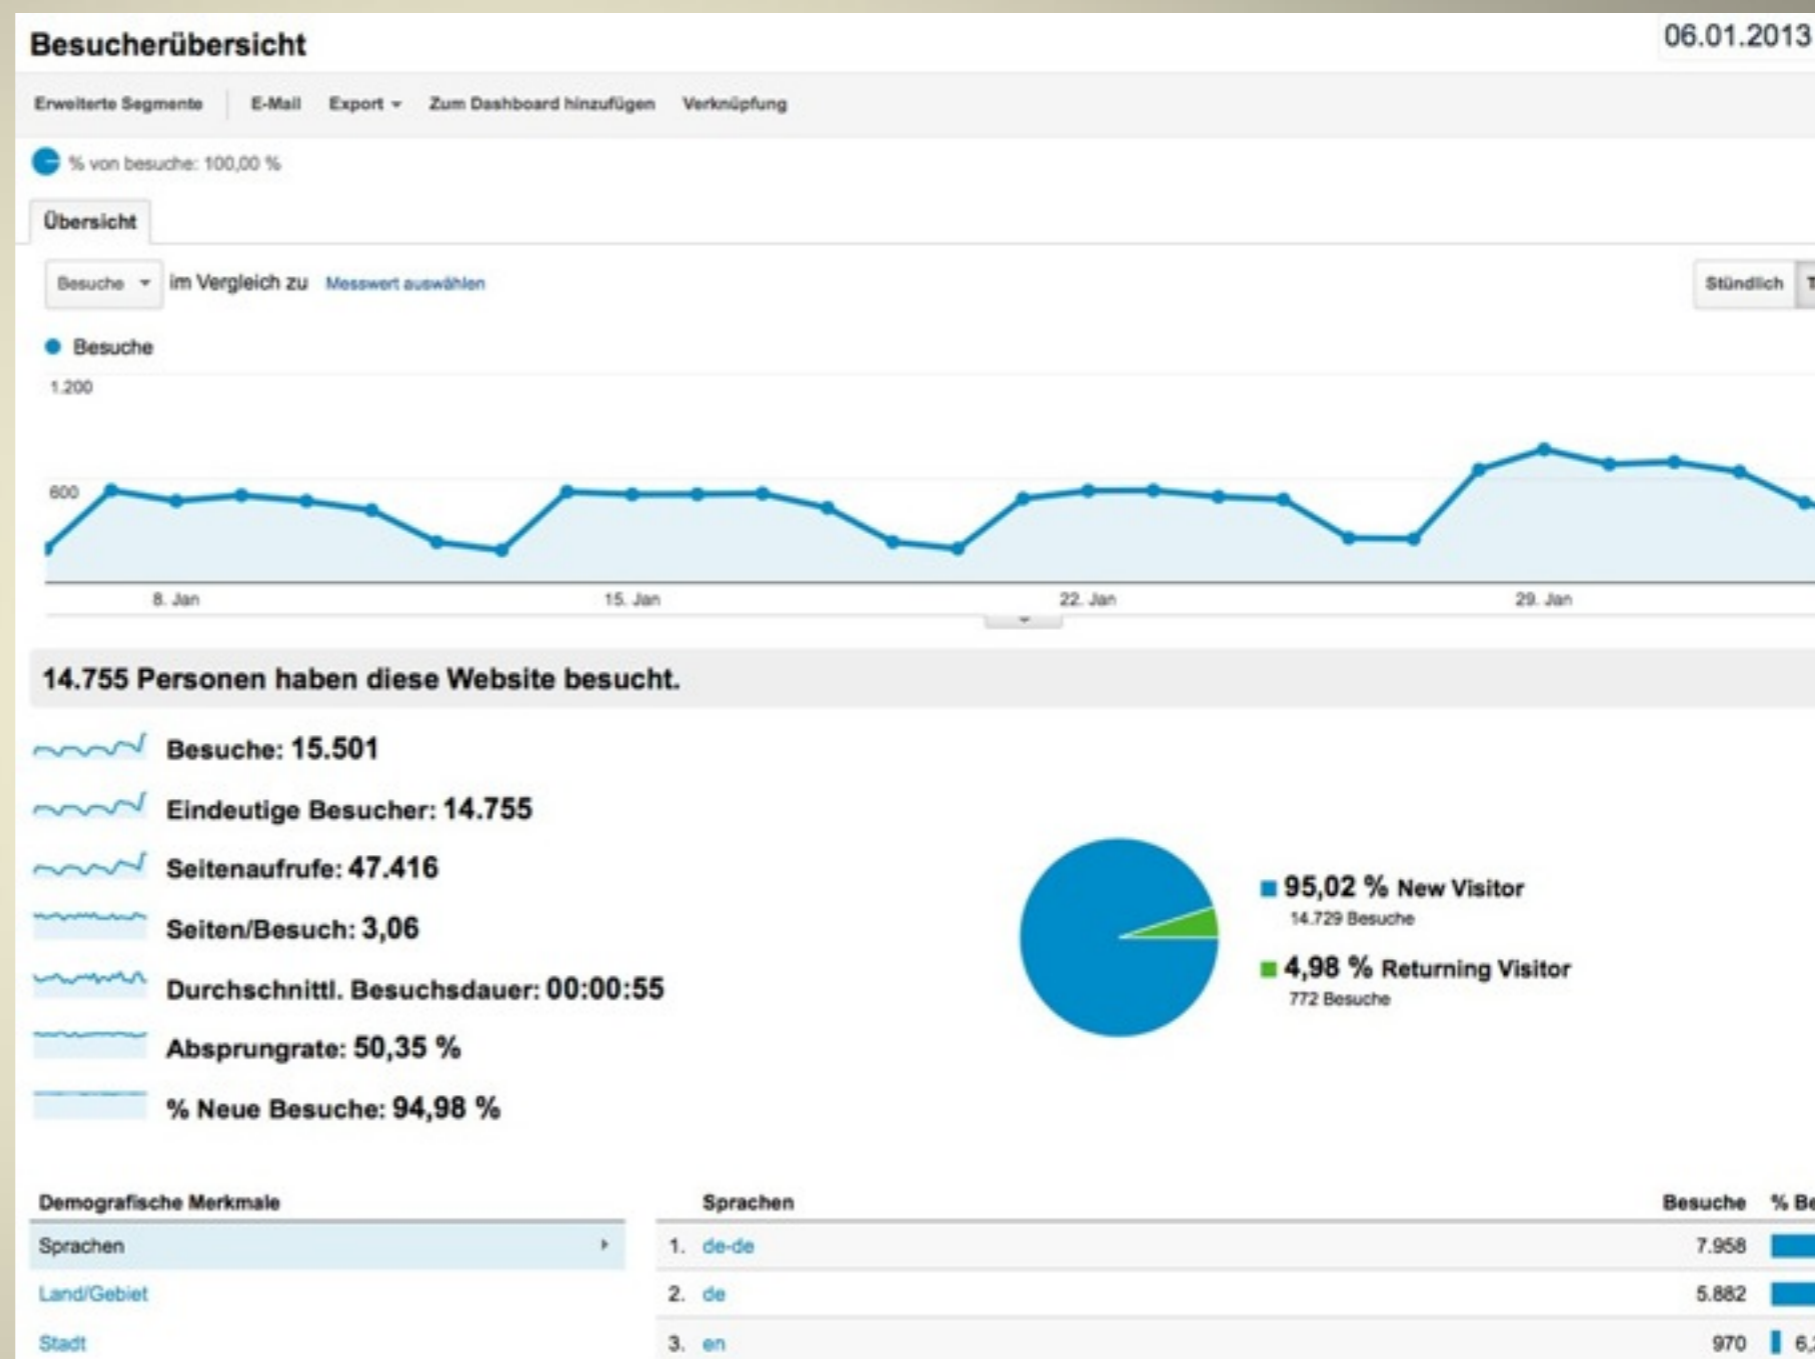 Besucherübersicht
06.01.2013
Erweiterte Segmente E-Mail Export Zum Dashboard hinzufügen Verknüpfung
% von besuche: 100,00 %
Übersicht
Besuche im Vergleich zu Messwert auswählen
Stündlich T
Besuche
1.200
600
8. Jan 15. Jan 22. Jan 29. Jan
14.755 Personen haben diese Website besucht.
Besuche: 15.501
Eindeutige Besucher: 14.755
Seitenaufrufe: 47.416
Seiten/Besuch: 3,06
Durchschnittl. Besuchsdauer: 00:00:55
Absprungrate: 50,35 %
% Neue Besuche: 94,98 %
95,02 % New Visitor
14.729 Besuche
4,98 % Returning Visitor
772 Besuche
Demografische Merkmale
Sprachen
Land/Gebiet
Stadt
Sprachen Besuche % Be
1. de-de 7.958
2. de 5.882
3. en 970